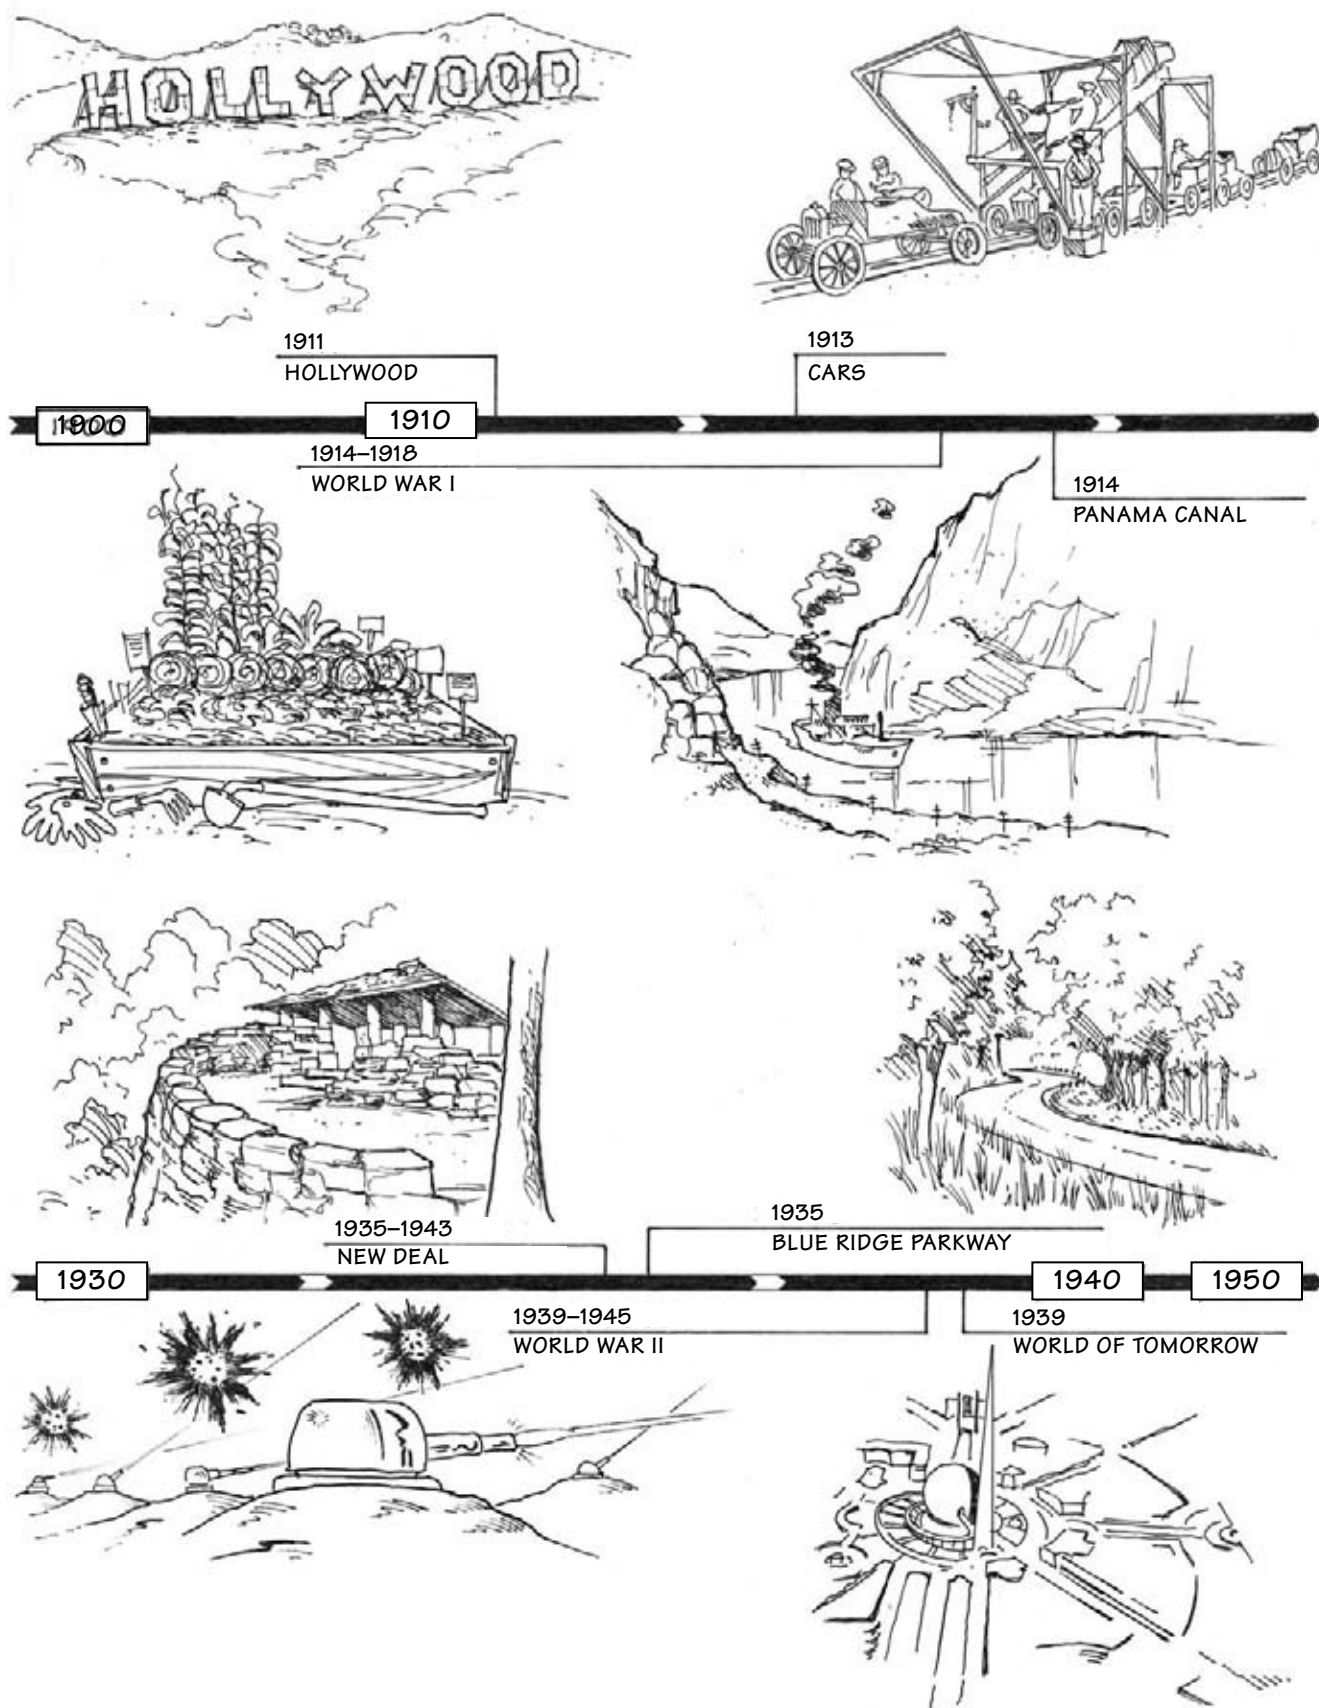 HOLLYWOOD
1911
HOLLYWOOD
1913
CARS
1900
1910
1914–1918
WORLD WAR I
1914
PANAMA CANAL
1935–1943
NEW DEAL
1935
BLUE RIDGE PARKWAY
1930
1940
1950
1939–1945
WORLD WAR II
1939
WORLD OF TOMORROW